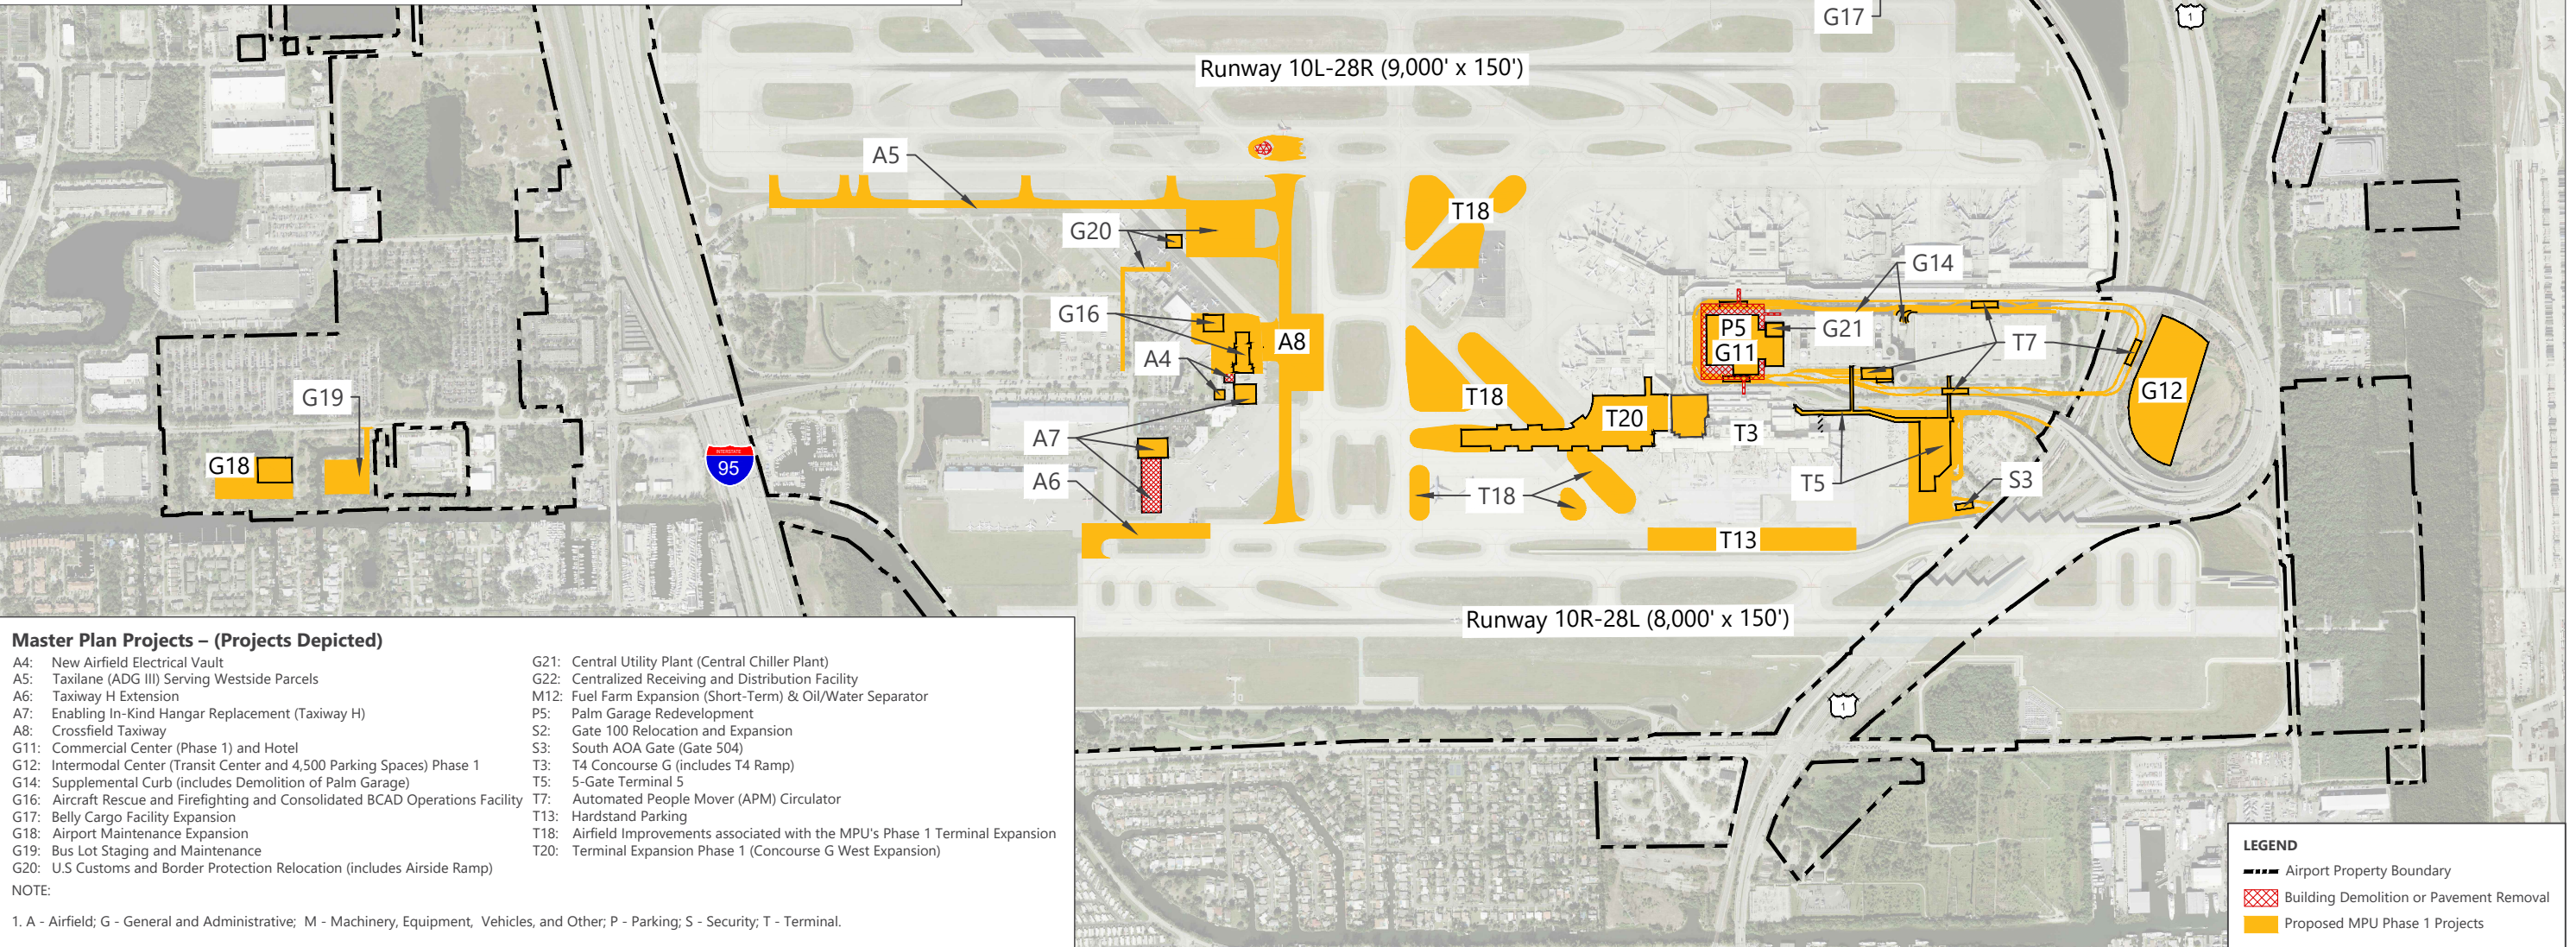 G17
1
Runway 10L-28R (9,000' x 150')
A5
T18
G20
G14
G16
A8
P5
G21
G11
T7
A4
G12
G19
T18
T20
T3
A7
G18
INTERSTATE
95
A6
T18
T5
S3
T13
Runway 10R-28L (8,000' x 150')
1
Master Plan Projects – (Projects Depicted)
A4: New Airfield Electrical Vault
A5: Taxilane (ADG III) Serving Westside Parcels
A6: Taxiway H Extension
A7: Enabling In-Kind Hangar Replacement (Taxiway H)
A8: Crossfield Taxiway
G11: Commercial Center (Phase 1) and Hotel
G12: Intermodal Center (Transit Center and 4,500 Parking Spaces) Phase 1
G14: Supplemental Curb (includes Demolition of Palm Garage)
G16: Aircraft Rescue and Firefighting and Consolidated BCAD Operations Facility
G17: Belly Cargo Facility Expansion
G18: Airport Maintenance Expansion
G19: Bus Lot Staging and Maintenance
G20: U.S Customs and Border Protection Relocation (includes Airside Ramp)
G21: Central Utility Plant (Central Chiller Plant)
G22: Centralized Receiving and Distribution Facility
M12: Fuel Farm Expansion (Short-Term) & Oil/Water Separator
P5: Palm Garage Redevelopment
S2: Gate 100 Relocation and Expansion
S3: South AOA Gate (Gate 504)
T3: T4 Concourse G (includes T4 Ramp)
T5: 5-Gate Terminal 5
T7: Automated People Mover (APM) Circulator
T13: Hardstand Parking
T18: Airfield Improvements associated with the MPU's Phase 1 Terminal Expansion
T20: Terminal Expansion Phase 1 (Concourse G West Expansion)
NOTE:
1. A - Airfield; G - General and Administrative; M - Machinery, Equipment, Vehicles, and Other; P - Parking; S - Security; T - Terminal.
LEGEND
Airport Property Boundary
Building Demolition or Pavement Removal
Proposed MPU Phase 1 Projects